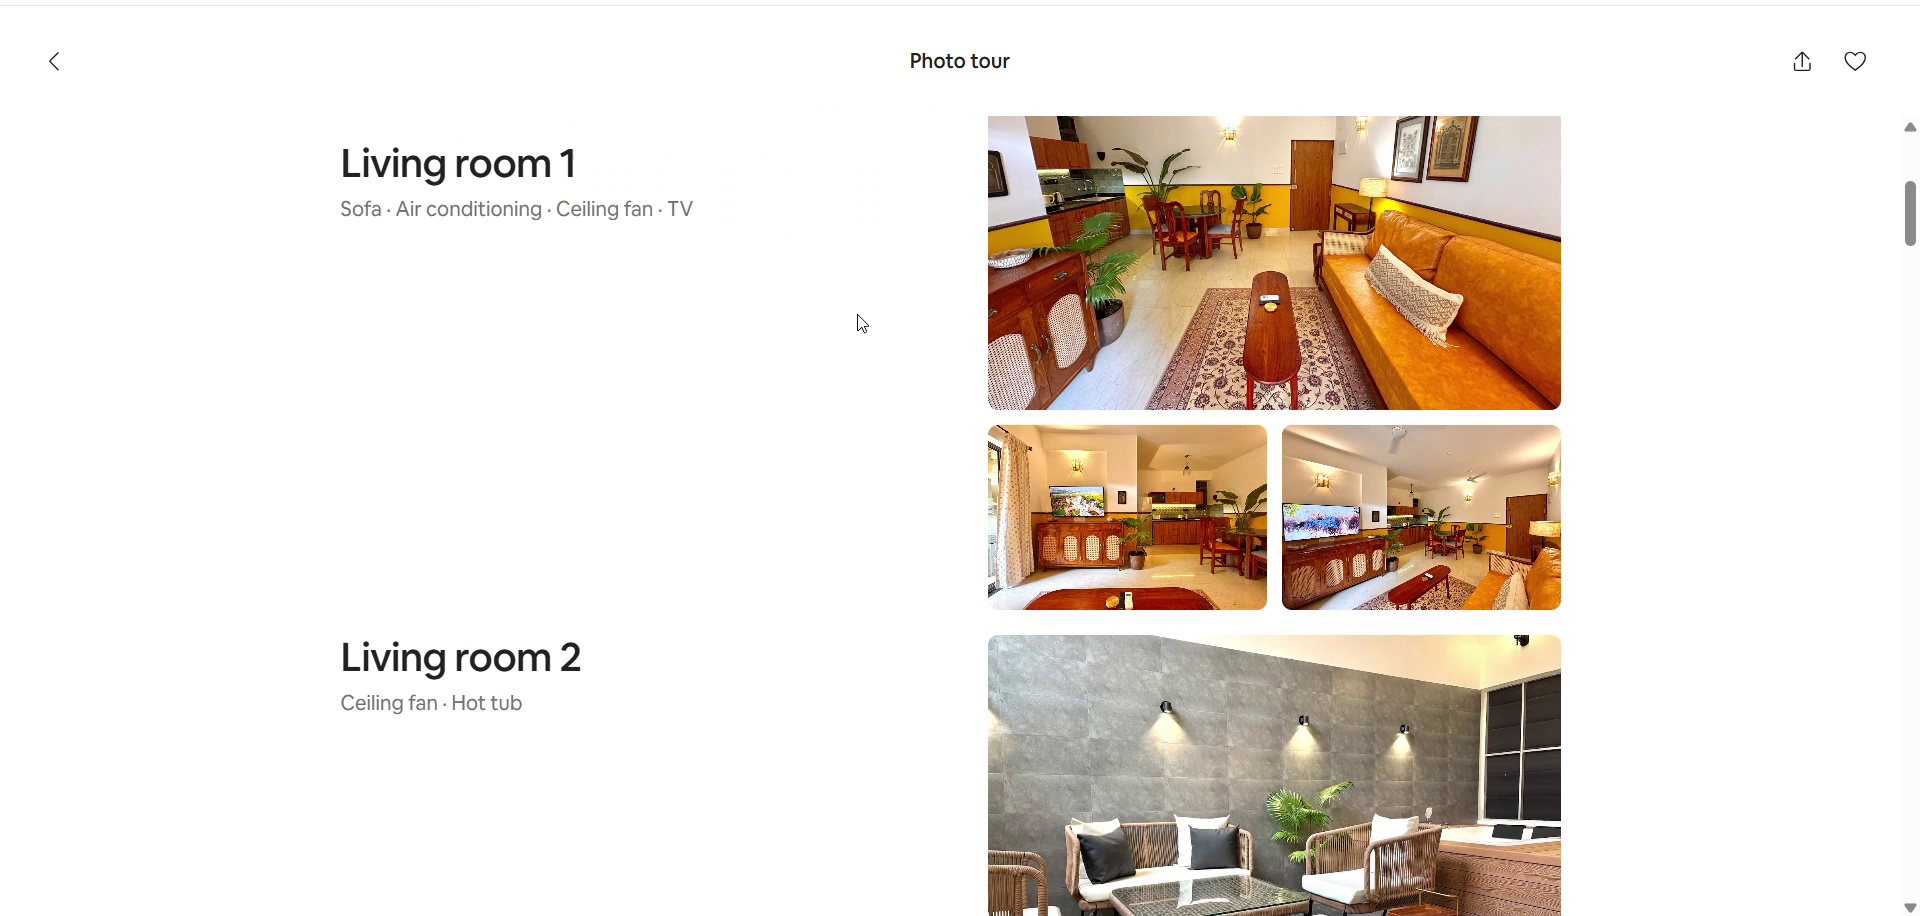 Photo tour
Living room 1
Sofa · Air conditioning · Ceiling fan · TV
Living room 2
Ceiling fan · Hot tub